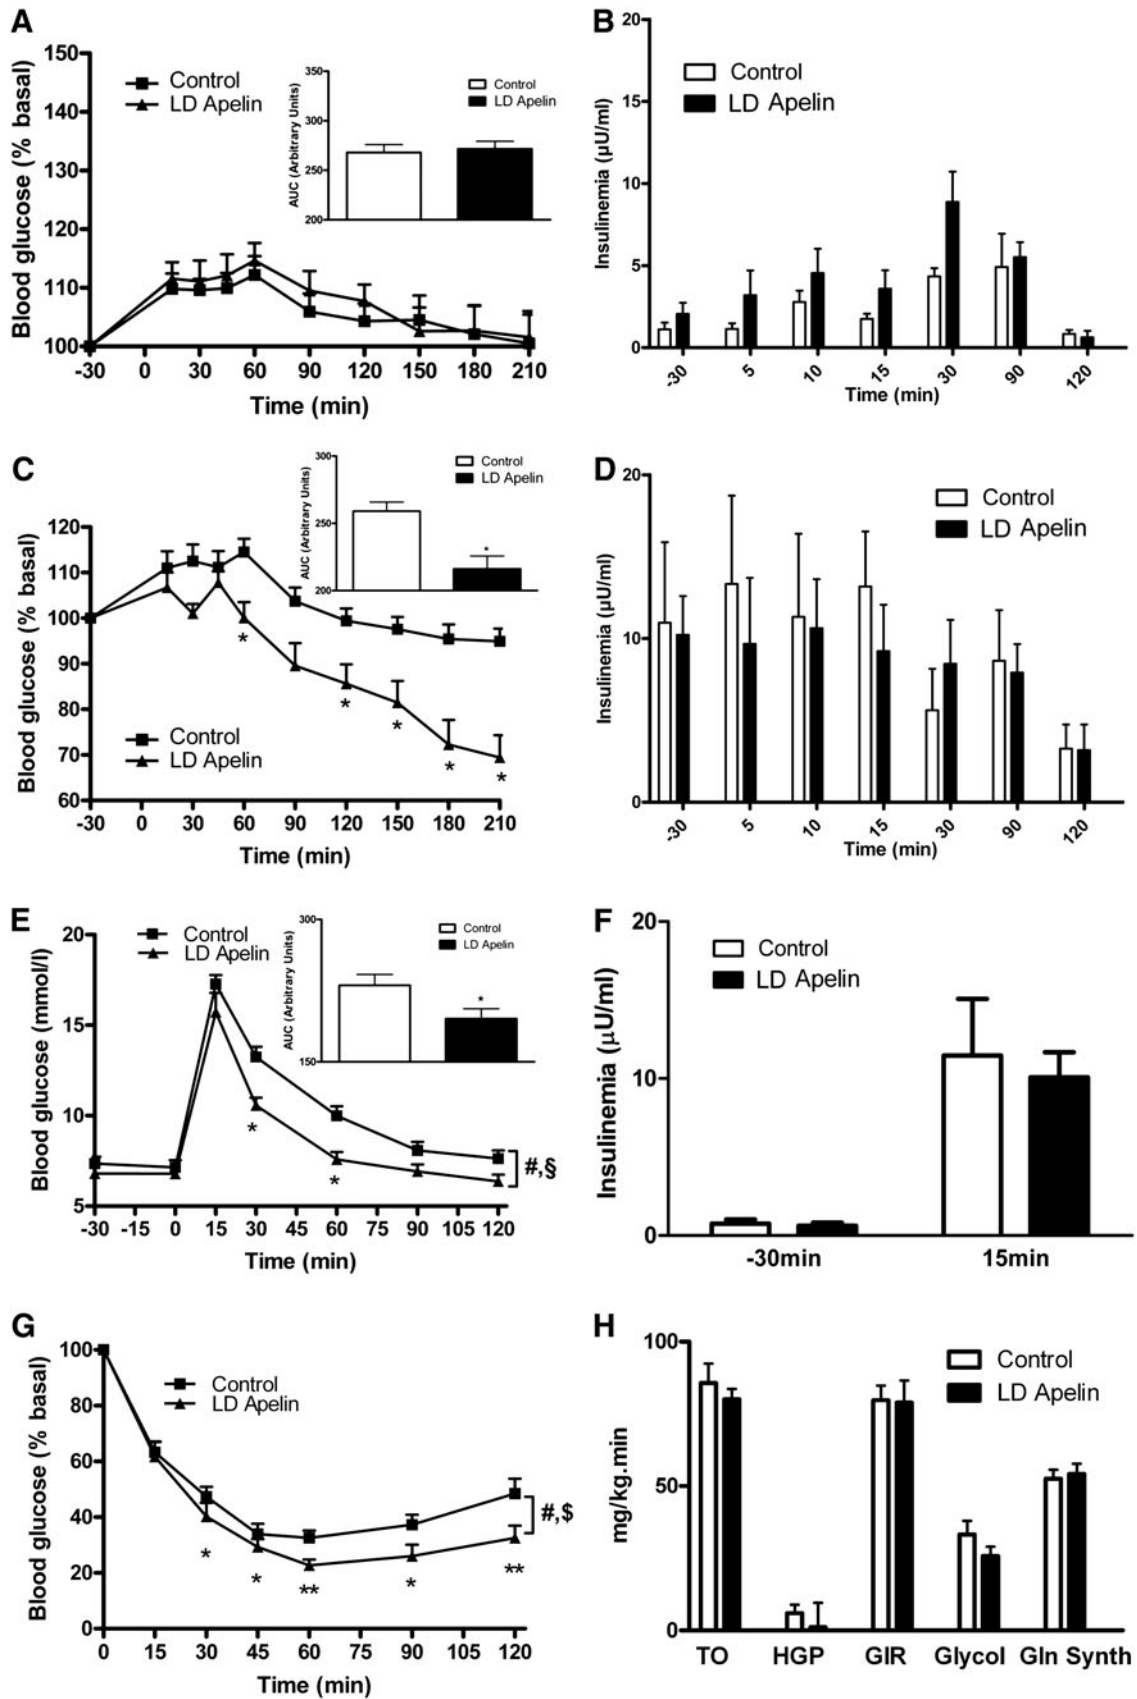 A
150
140
130
120
110
100
Blood glucose (% basal)
Control
LD Apelin
350
300
250
200
AUC (Arbitrary Units)
Control
LD Apelin
-30 0 30 60 90 120 150 180 210
Time (min)
B
20
15
10
5
0
Insulinemia (µU/ml)
Control
LD Apelin
-30 5 10 15 30 90 120
Time (min)
C
120
110
100
90
80
70
60
Blood glucose (% basal)
300
250
200
AUC (Arbitrary Units)
Control
LD Apelin
*
*
*
*
*
*
Control
LD Apelin
-30 0 30 60 90 120 150 180 210
Time (min)
D
20
10
0
Insulinemia (µU/ml)
Control
LD Apelin
-30 5 10 15 30 90 120
Time (min)
E
20
15
10
5
Blood glucose (mmol/l)
Control
LD Apelin
300
150
AUC (Arbitrary Units)
Control
LD Apelin
*
*
*
#,§
-30 -15 0 15 30 45 60 75 90 105 120
Time (min)
F
20
10
0
Insulinemia (µU/ml)
Control
LD Apelin
-30min 15min
G
100
80
60
40
20
0
Blood glucose (% basal)
Control
LD Apelin
* * ** * **
#,$
0 15 30 45 60 75 90 105 120
Time (min)
H
100
50
0
mg/kg.min
Control
LD Apelin
TO HGP GIR Glycol Gln Synth